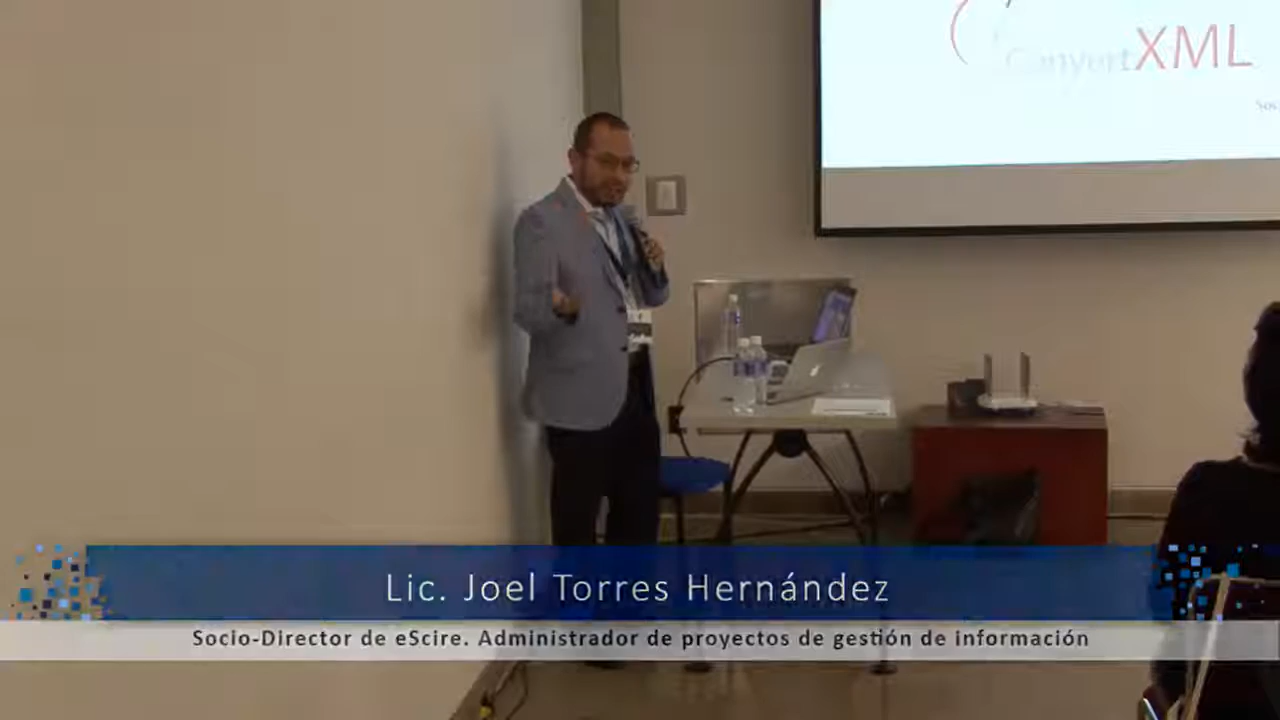 ConvertXML
Lic. Joel Torres Hernández
Socio-Director de eScire. Administrador de proyectos de gestión de información